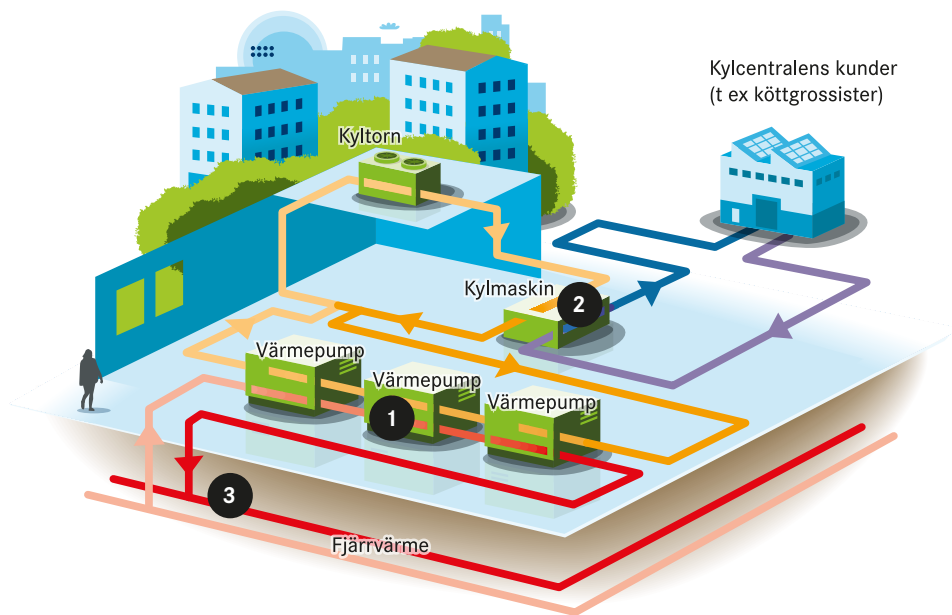 Kylcentralens kunder
(t ex köttgrossister)
Kyltorn
Kylmaskin
2
Värmepump
Värmepump
Värmepump
1
3
Fjärrvärme